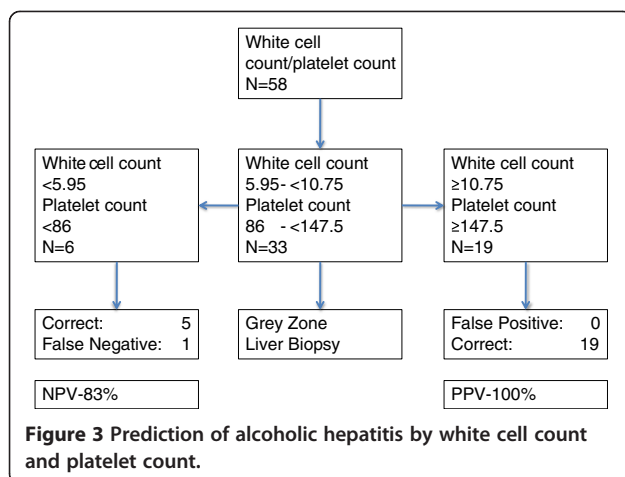 White cell
count/platelet count
N=58
White cell count
<5.95
Platelet count
<86
N=6
White cell count
5.95- <10.75
Platelet count
86 - <147.5
N=33
White cell count
≥10.75
Platelet count
≥147.5
N=19
Correct: 5
False Negative: 1
Grey Zone
Liver Biopsy
False Positive: 0
Correct: 19
NPV-83%
PPV-100%
Figure 3 Prediction of alcoholic hepatitis by white cell count
and platelet count.